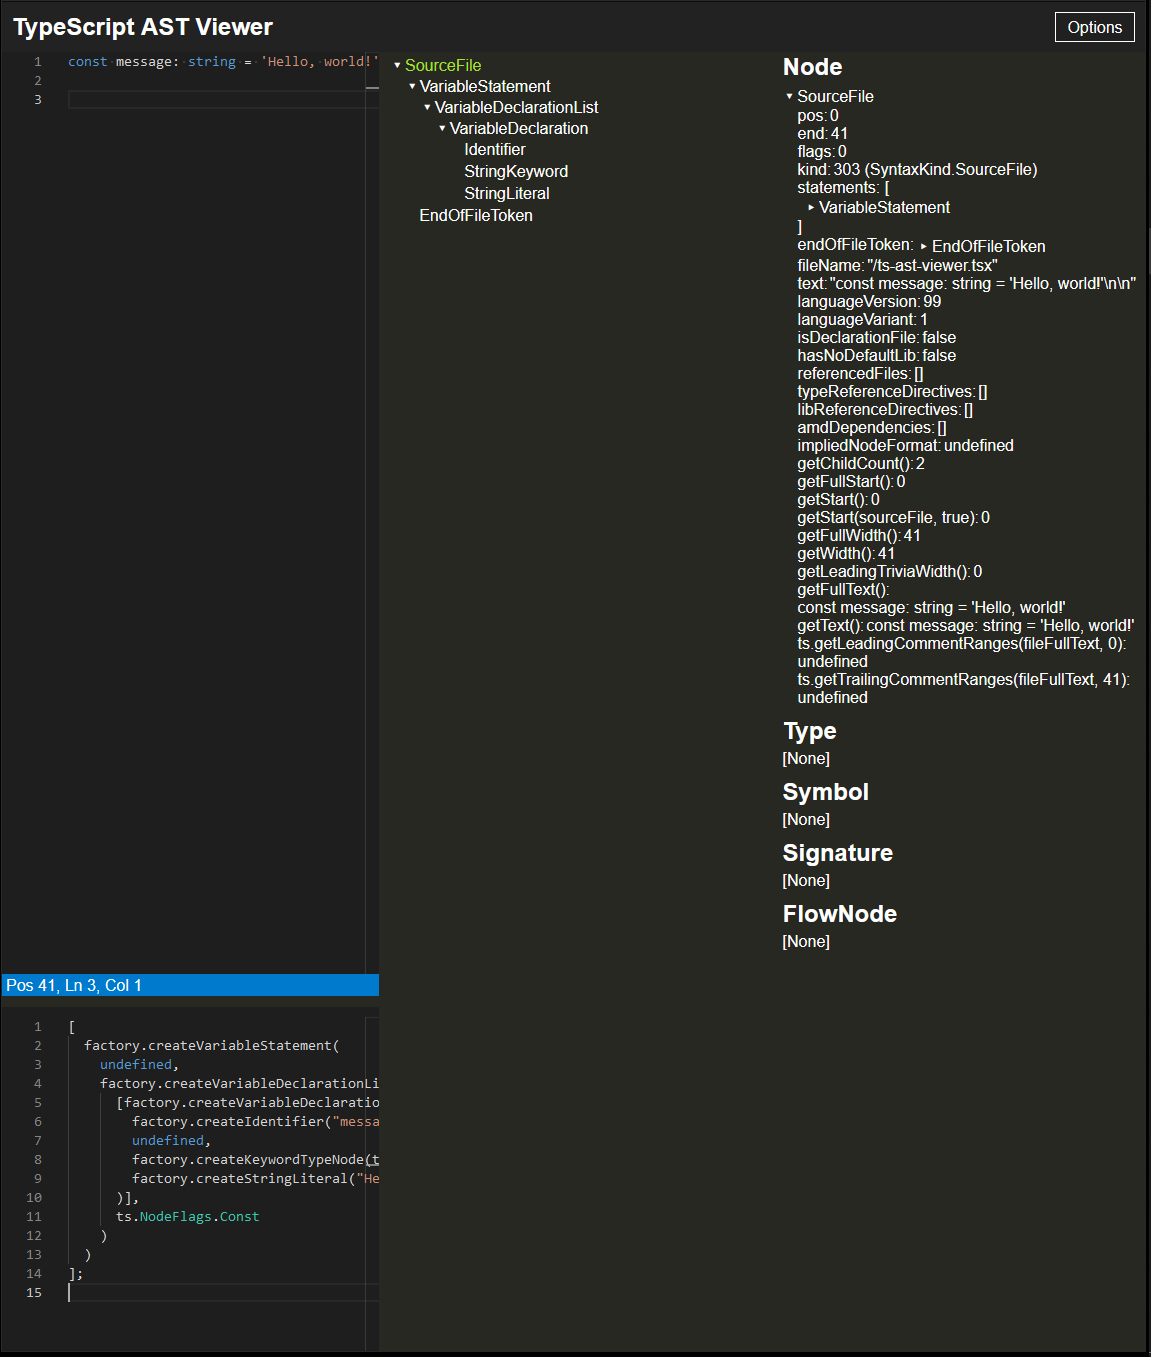 TypeScript AST Viewer
Options
1 const message: string = 'Hello, world!'
2
3
Pos 41, Ln 3, Col 1
1 [
2 factory.createVariableStatement(
3 undefined,
4 factory.createVariableDeclarationLi
5 [factory.createVariableDeclaratio
6 factory.createIdentifier("messa
7 undefined,
8 factory.createKeywordTypeNode(t
9 factory.createStringLiteral("He
10 )],
11 ts.NodeFlags.Const
12 )
13 )
14 ];
15
▾ SourceFile
▾ VariableStatement
▾ VariableDeclarationList
▾ VariableDeclaration
Identifier
StringKeyword
StringLiteral
EndOfFileToken
Node
▾ SourceFile
pos: 0
end: 41
flags: 0
kind: 303 (SyntaxKind.SourceFile)
statements: [
▸ VariableStatement
]
endOfFileToken: ▸ EndOfFileToken
fileName: "/ts-ast-viewer.tsx"
text: "const message: string = 'Hello, world!'\n\n"
languageVersion: 99
languageVariant: 1
isDeclarationFile: false
hasNoDefaultLib: false
referencedFiles: []
typeReferenceDirectives: []
libReferenceDirectives: []
amdDependencies: []
impliedNodeFormat: undefined
getChildCount(): 2
getFullStart(): 0
getStart(): 0
getStart(sourceFile, true): 0
getFullWidth(): 41
getWidth(): 41
getLeadingTriviaWidth(): 0
getFullText():
const message: string = 'Hello, world!'
getText(): const message: string = 'Hello, world!'
ts.getLeadingCommentRanges(fileFullText, 0):
undefined
ts.getTrailingCommentRanges(fileFullText, 41):
undefined
Type
[None]
Symbol
[None]
Signature
[None]
FlowNode
[None]